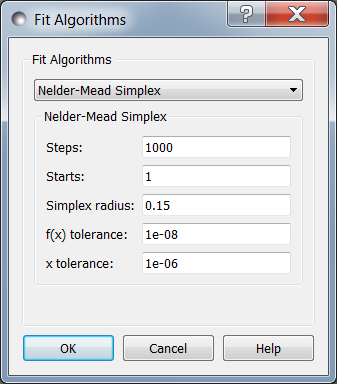 Fit Algorithms
Fit Algorithms
Nelder-Mead Simplex
Nelder-Mead Simplex
Steps: 1000
Starts: 1
Simplex radius: 0.15
f(x) tolerance: 1e-08
x tolerance: 1e-06
OK Cancel Help